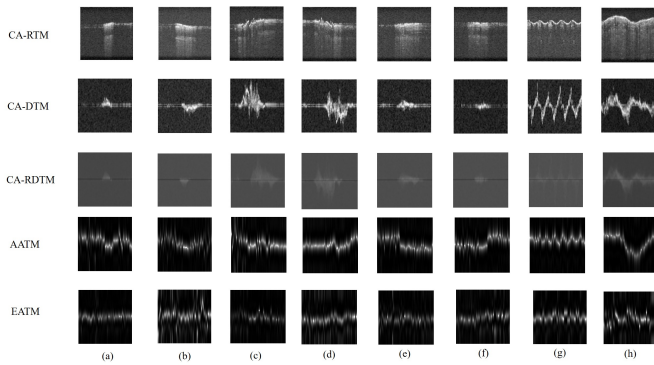 CA-RTM
CA-DTM
CA-RDTM
AATM
EATM
(a) (b) (c) (d) (e) (f) (g) (h)